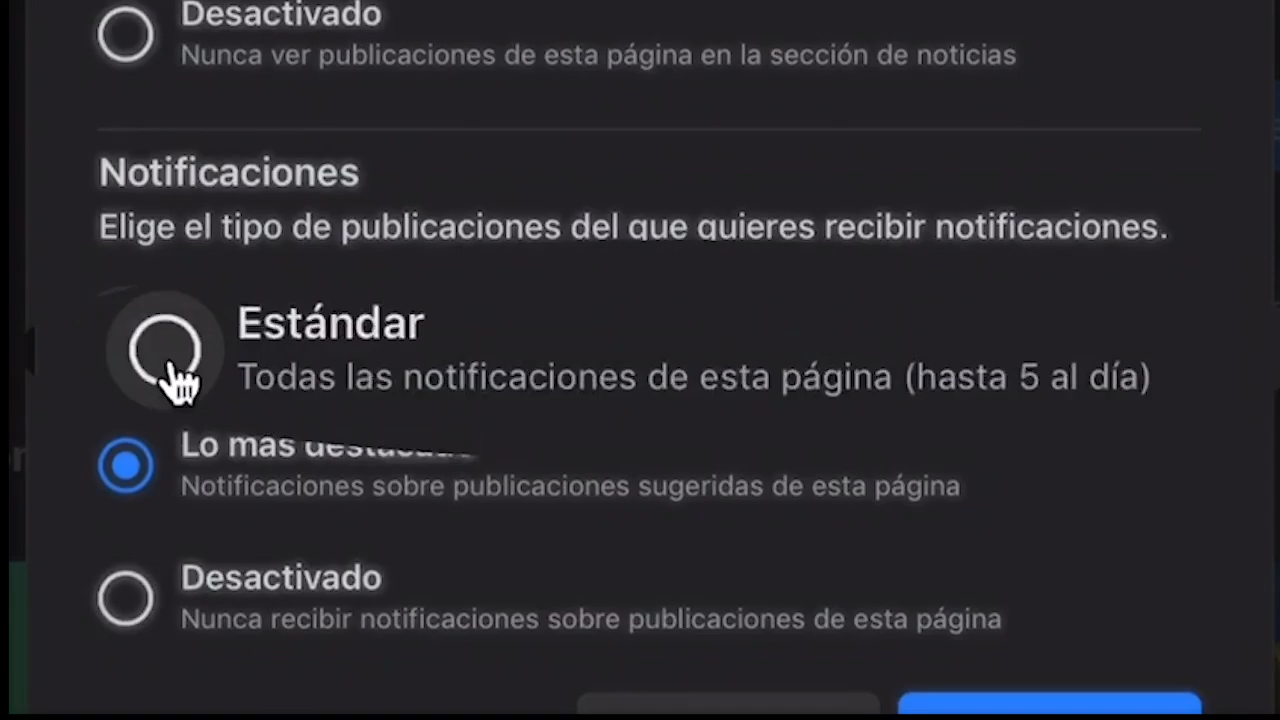 Desactivado
Nunca ver publicaciones de esta página en la sección de noticias
Notificaciones
Elige el tipo de publicaciones del que quieres recibir notificaciones.
Estándar
Todas las notificaciones de esta página (hasta 5 al día)
Lo más
Notificaciones sobre publicaciones sugeridas de esta página
Desactivado
Nunca recibir notificaciones sobre publicaciones de esta página